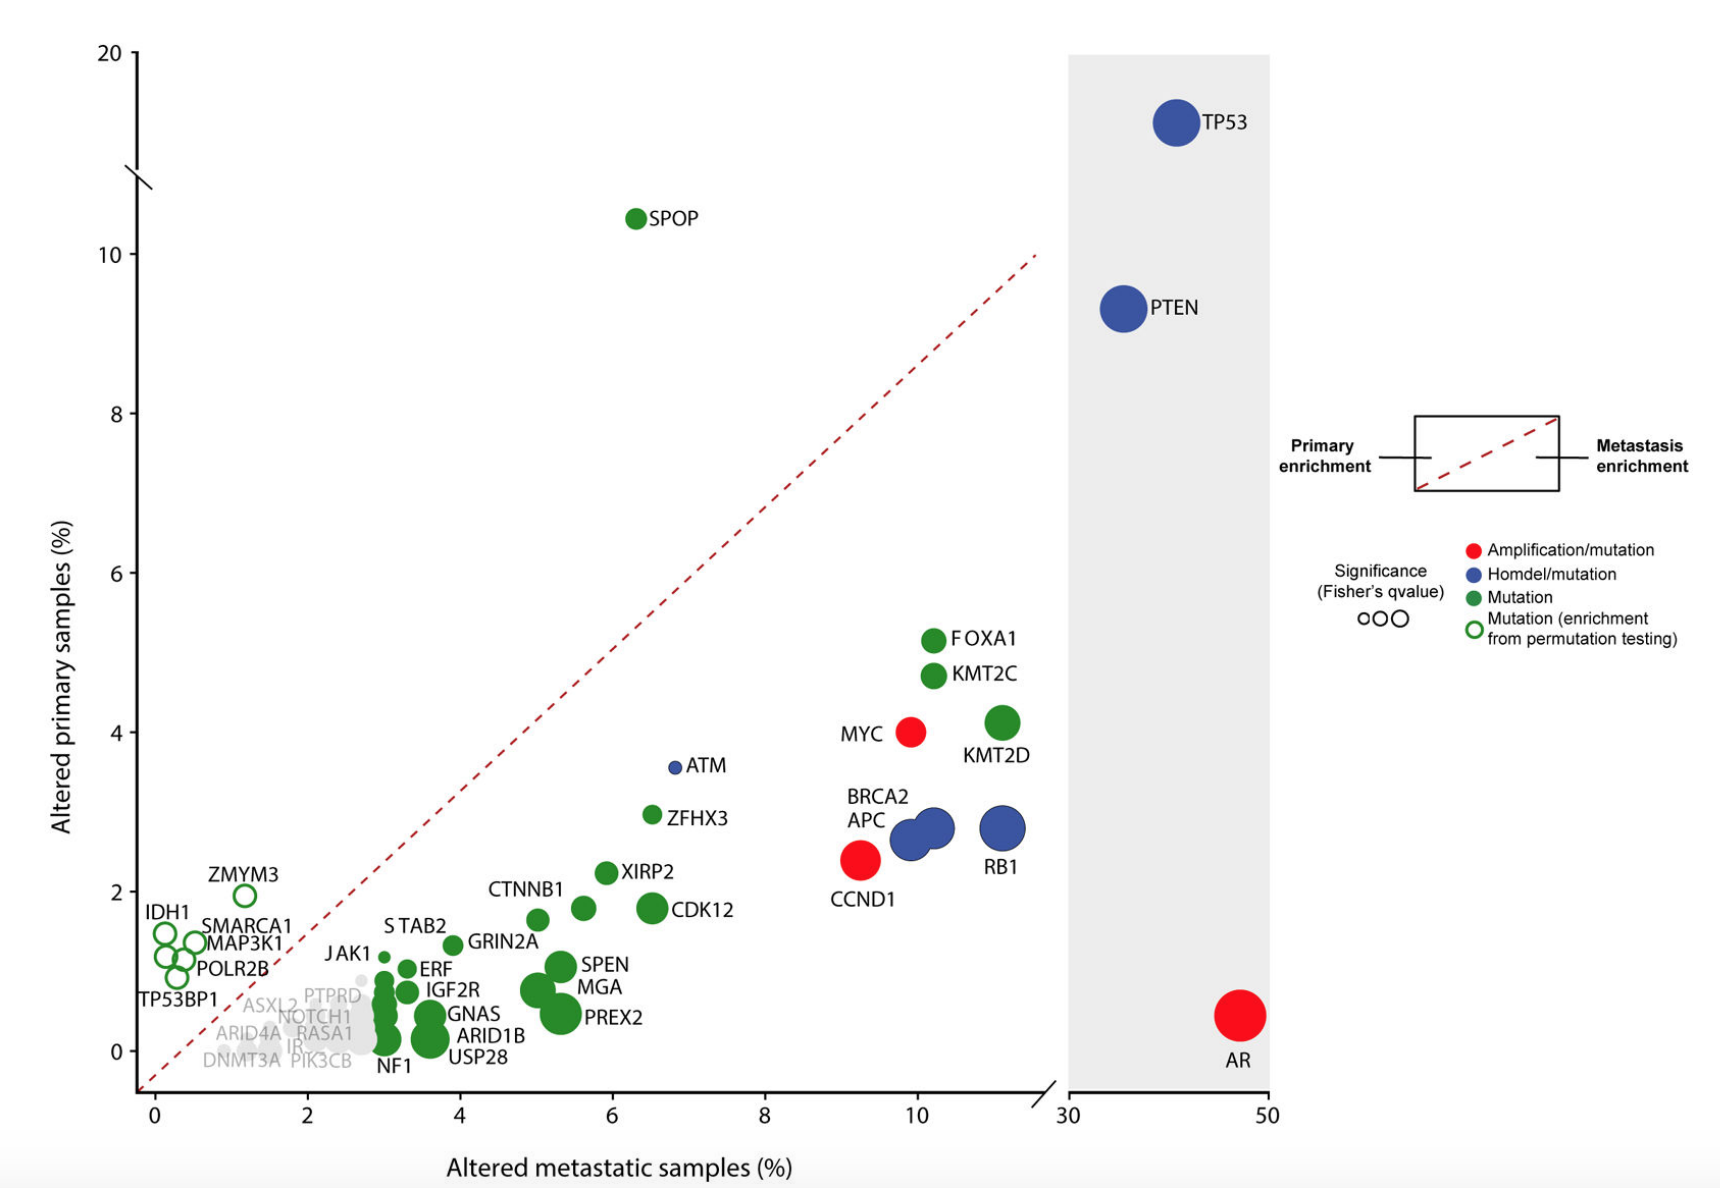 20
TP53
SPOP
10
PTEN
8
Primary
enrichment
Metastasis
enrichment
Altered primary samples (%)
6
Significance
(Fisher's qvalue)
Amplification/mutation
Homdel/mutation
Mutation
Mutation (enrichment
from permutation testing)
FOXA1
KMT2C
4
MYC
KMT2D
ATM
BRCA2
APC
ZFHX3
RB1
XIRP2
ZMYM3
2
CTNNB1
CCND1
CDK12
IDH1
SMARCA1
STAB2
MAP3K1
GRIN2A
JAK1
POLR2B
ERF
SPEN
TP53BP1
PTPRD
IGF2R
MGA
ASXL2
NOTCH1
GNAS
PREX2
ARID4A
RASA1
ARID1B
0
IR
DNMT3A
PIK3CB
NF1
USP28
AR
0
2
4
6
8
10
30
50
Altered metastatic samples (%)